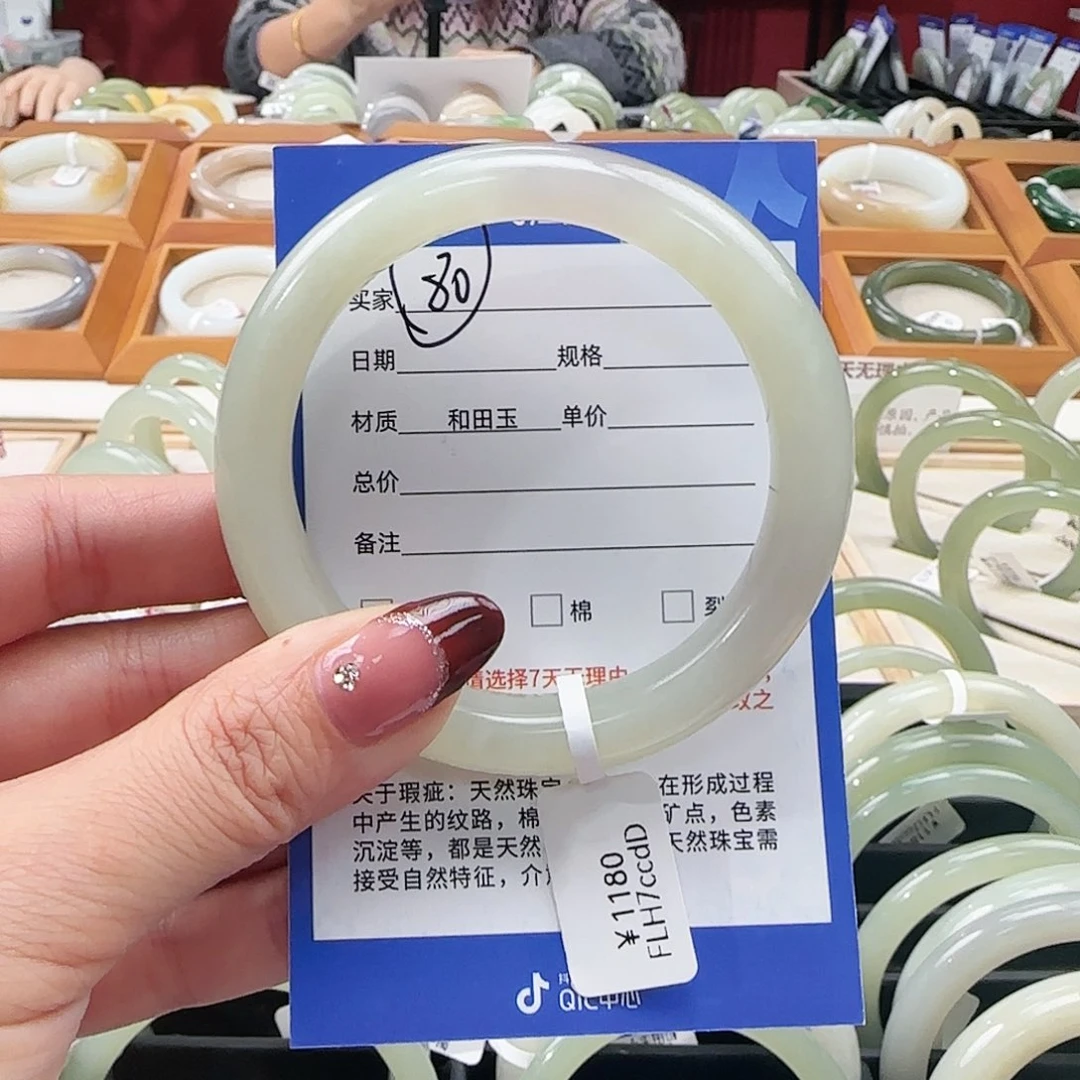 买家 80
日期 规格
材质 和田玉 单价
总价
备注
棉 裂
请选择7天无理由
以之
关于瑕疵：天然珠宝 在形成过程
中产生的纹路，棉 矿点，色素
沉淀等，都是天然 天然珠宝需
接受自然特征，介
QIC中心
¥1180
FLH7ccdD